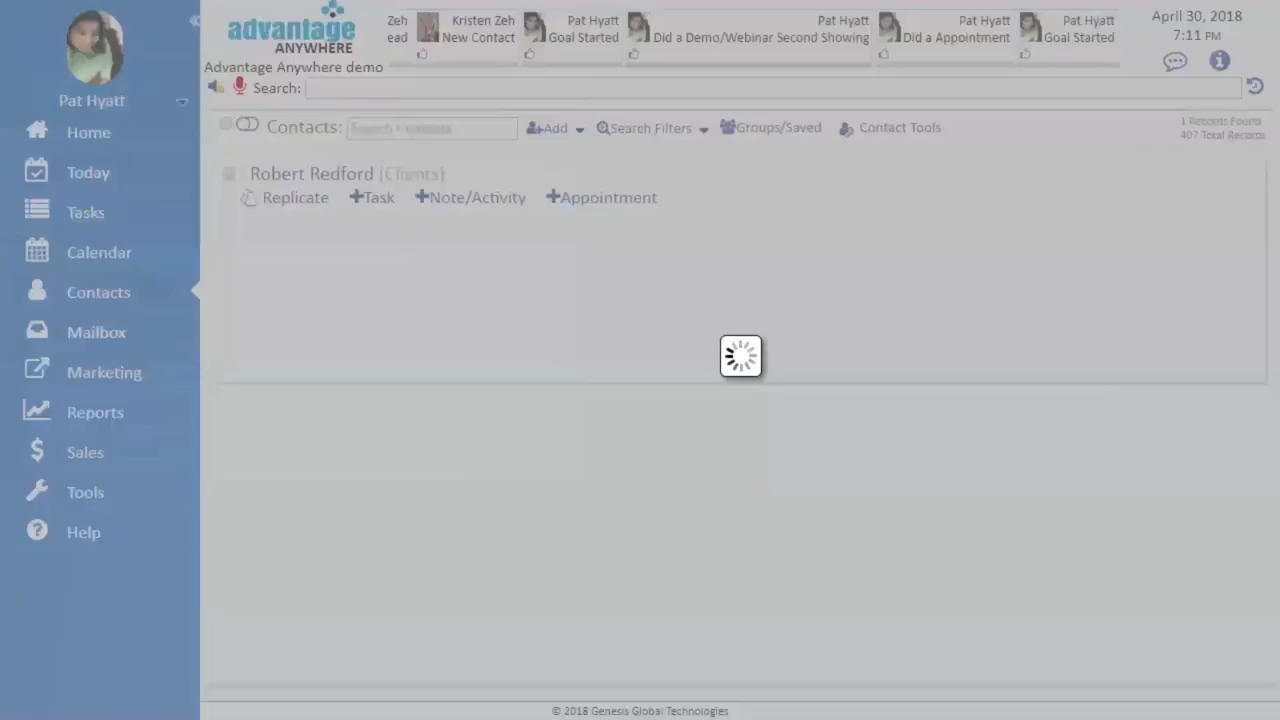 advantage
ANYWHERE
Advantage Anywhere demo
Zeh
ead
Kristen Zeh
New Contact
Pat Hyatt
Goal Started
Pat Hyatt
Did a Demo/Webinar Second Showing
Pat Hyatt
Did a Appointment
Pat Hyatt
Goal Started
April 30, 2018
7:11 PM
Search:
Pat Hyatt
Home
Today
Tasks
Calendar
Contacts
Mailbox
Marketing
Reports
Sales
Tools
Help
Contacts:
Add
Search Filters
Groups/Saved
Contact Tools
1 Records Found
407 Total Records
Robert Redford (Clients)
Replicate
Task
Note/Activity
Appointment
© 2018 Genesis Global Technologies